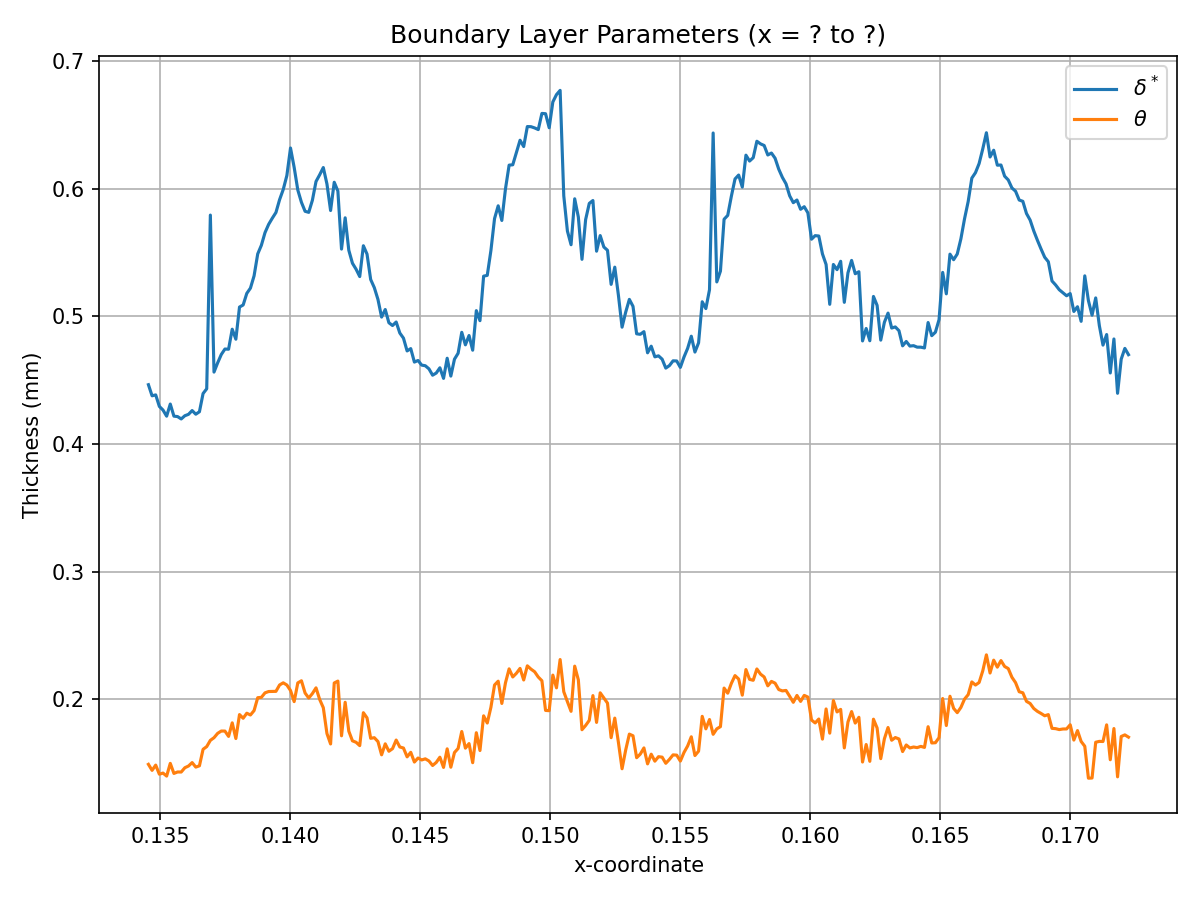 Boundary Layer Parameters (x = ? to ?)
δ*
θ
Thickness (mm)
0.7
0.6
0.5
0.4
0.3
0.2
0.135 0.140 0.145 0.150 0.155 0.160 0.165 0.170
x-coordinate